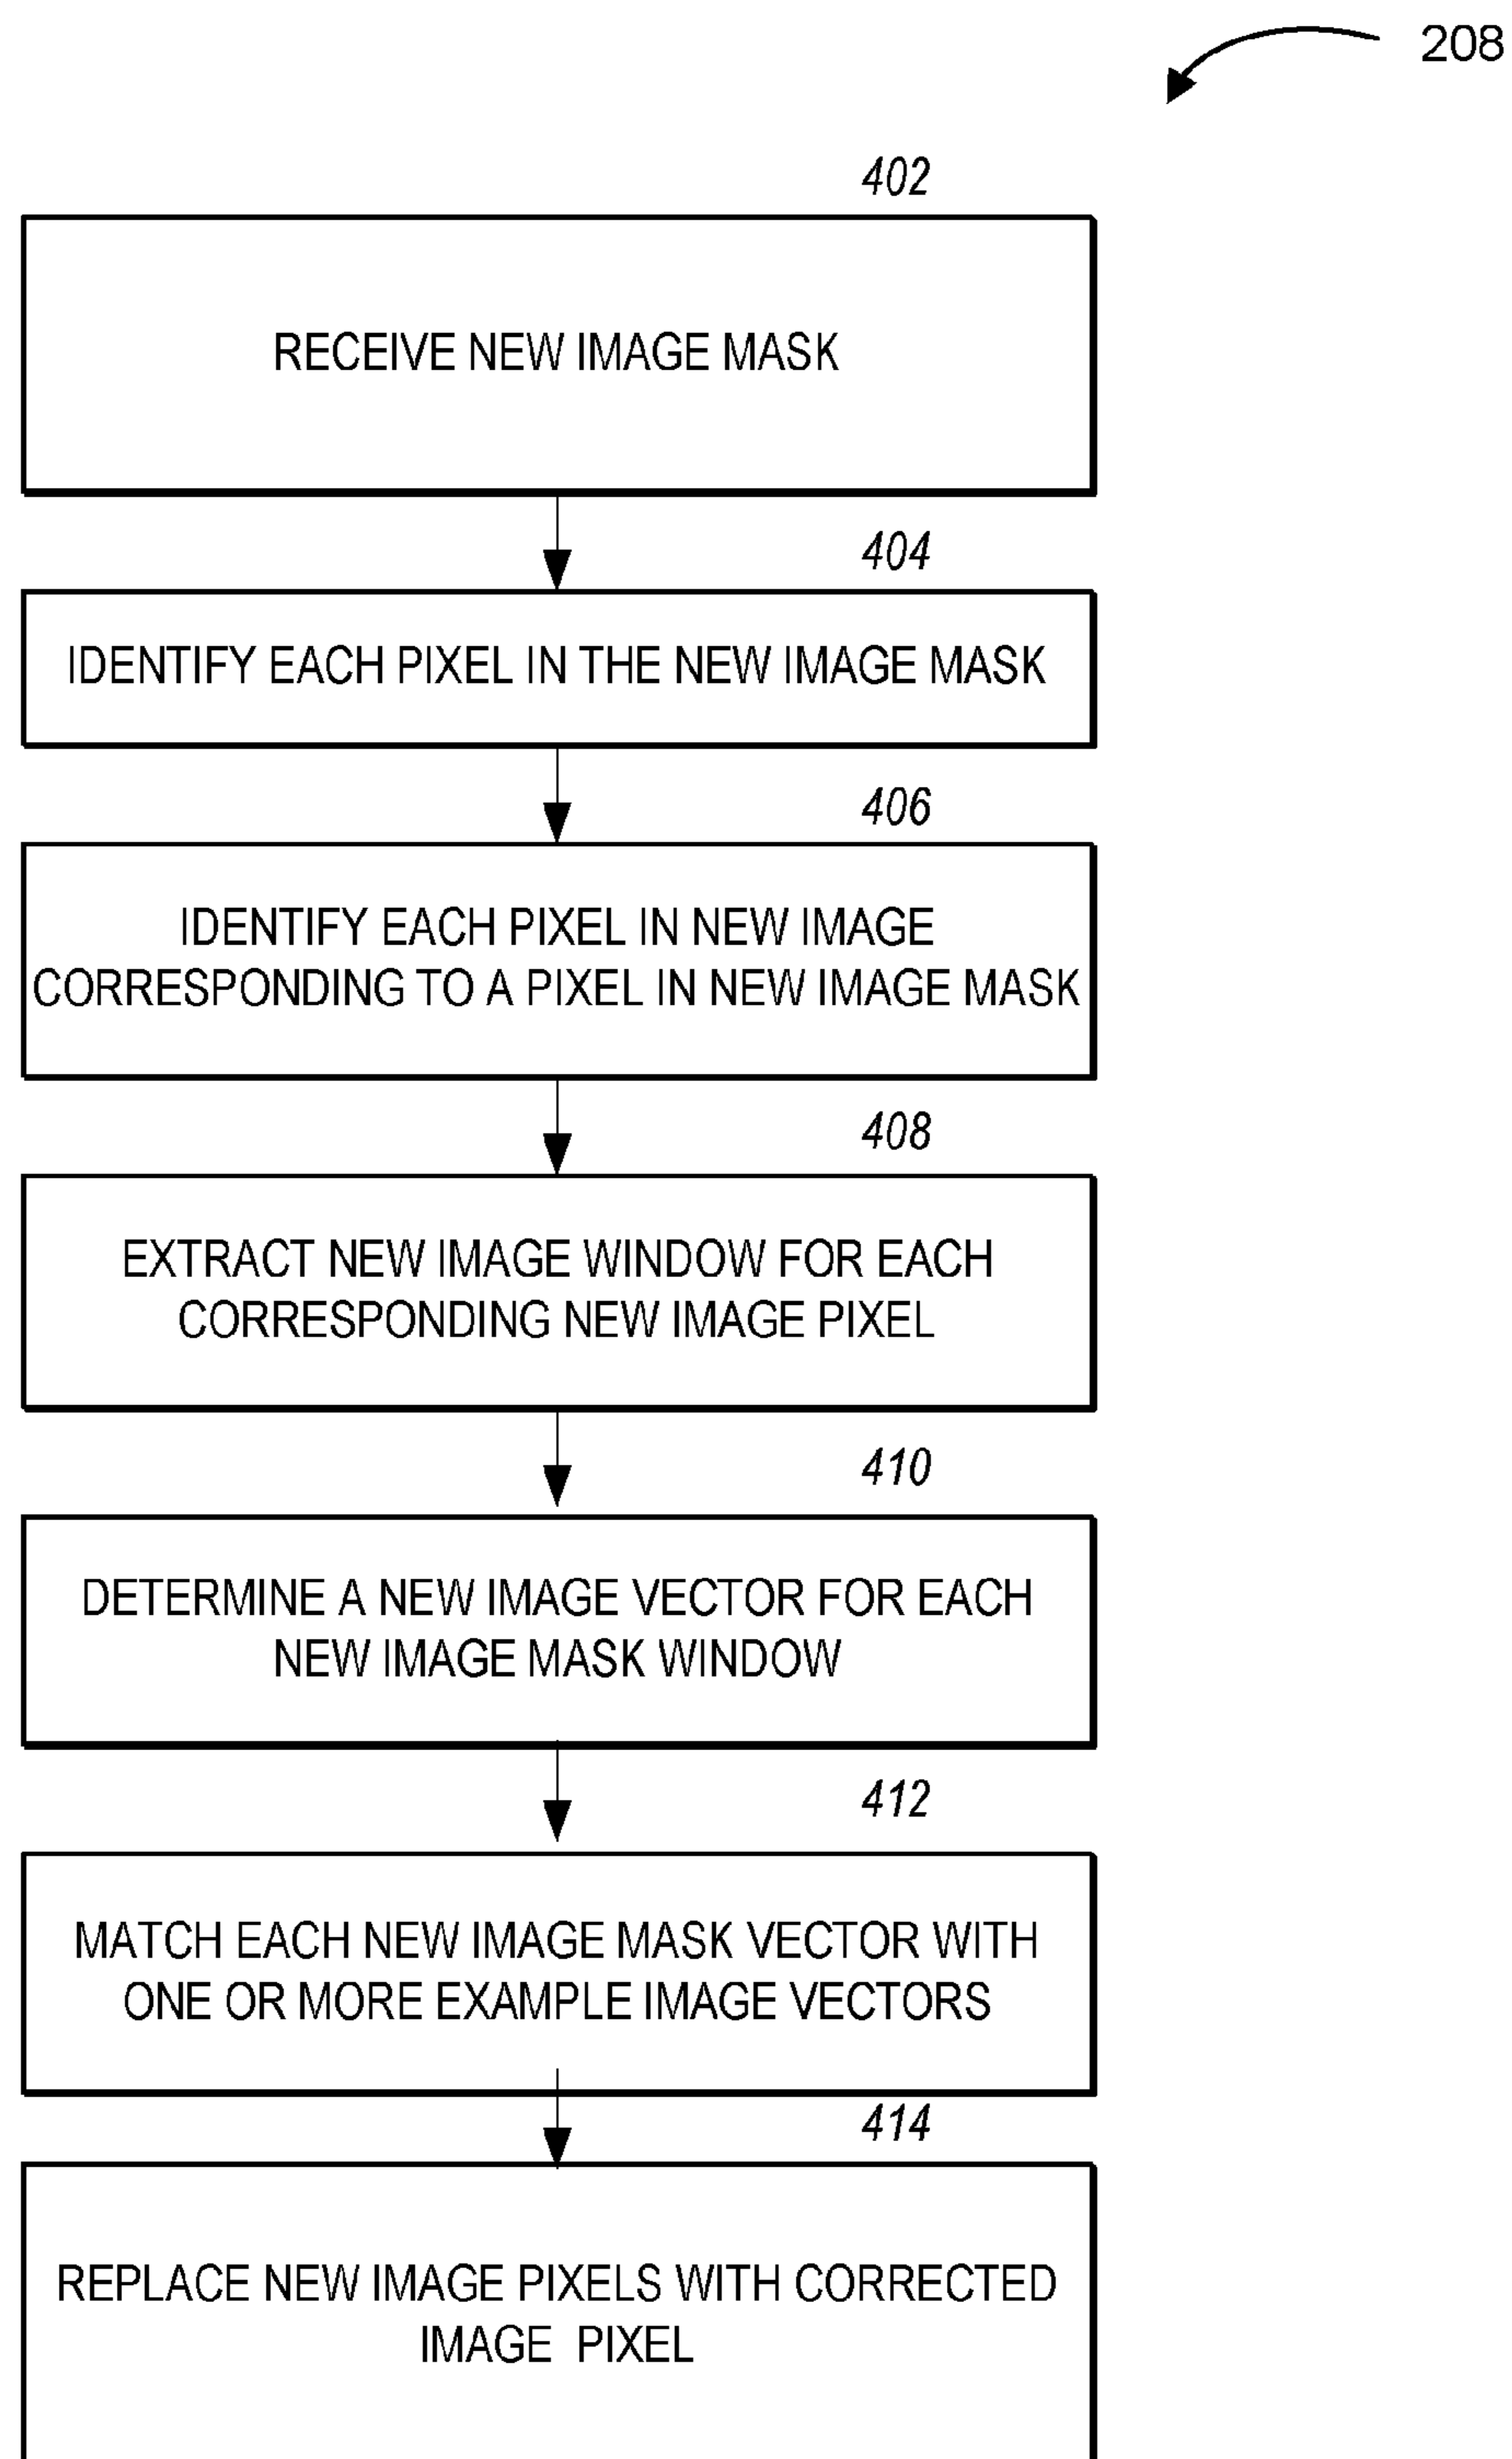 208
402
RECEIVE NEW IMAGE MASK
404
IDENTIFY EACH PIXEL IN THE NEW IMAGE MASK
406
IDENTIFY EACH PIXEL IN NEW IMAGE
CORRESPONDING TO A PIXEL IN NEW IMAGE MASK
408
EXTRACT NEW IMAGE WINDOW FOR EACH
CORRESPONDING NEW IMAGE PIXEL
410
DETERMINE A NEW IMAGE VECTOR FOR EACH
NEW IMAGE MASK WINDOW
412
MATCH EACH NEW IMAGE MASK VECTOR WITH
ONE OR MORE EXAMPLE IMAGE VECTORS
414
REPLACE NEW IMAGE PIXELS WITH CORRECTED
IMAGE PIXEL